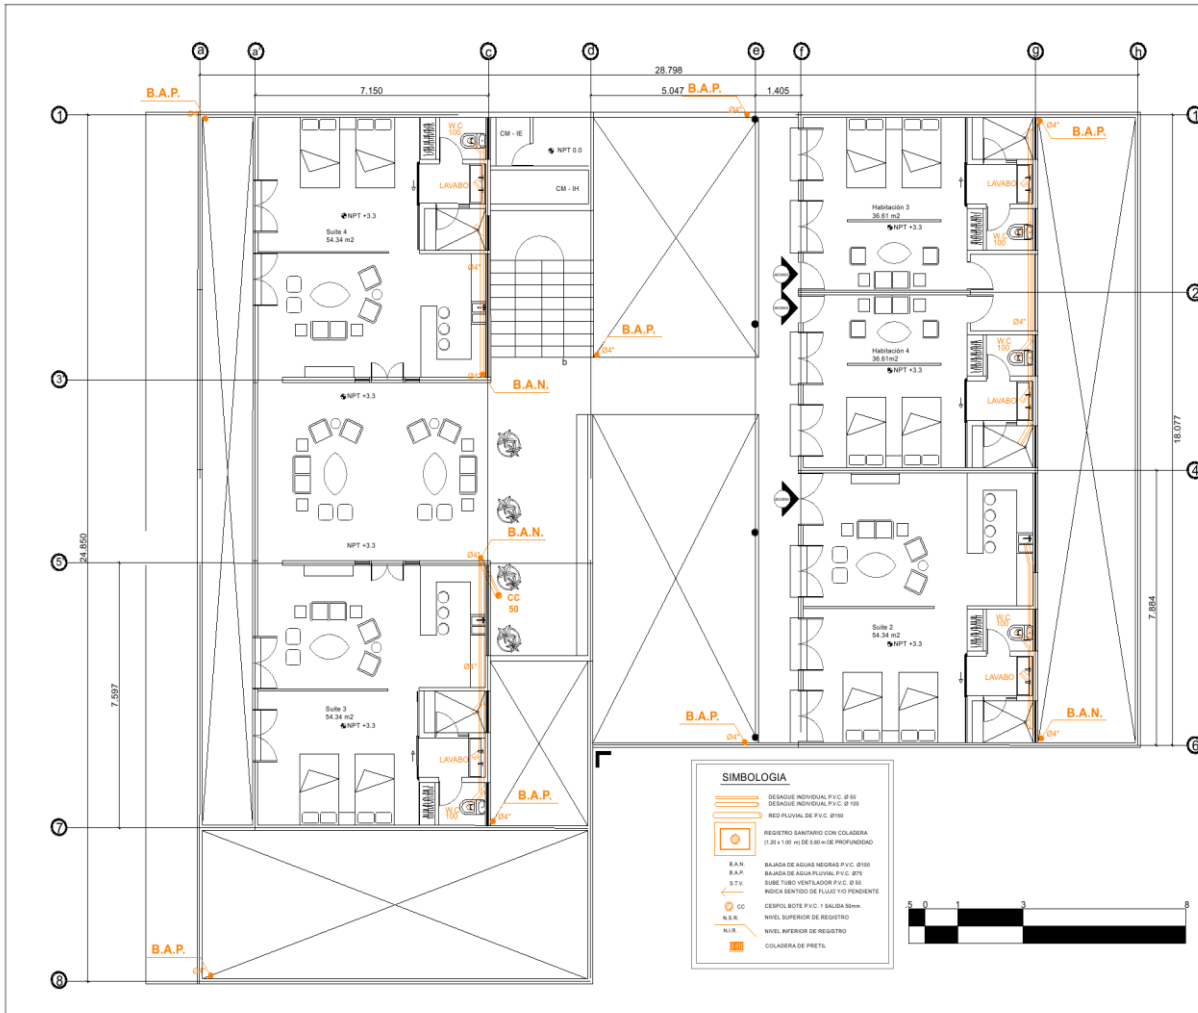 a
a'
c
d
e
f
g
h
28.798
7.150
5.047
1.405
B.A.P.
B.A.P.
Ø4"
Ø4"
1
1
Ø4"
B.A.P.
W.C
100
CM - IE
NPT 0.0
CM - IH
LAVABO
NPT +3.3
Suite 4
54.34 m2
Ø4"
LAVABO
Habitación 3
36.61 m2
NPT +3.3
W.C
100
2
Ø4"
B.A.P.
Ø4"
b
3
Ø4"
B.A.N.
NPT +3.3
Habitación 4
36.61m2
NPT +3.3
W.C
100
LAVABO
18.077
4
B.A.N.
Ø4"
NPT +3.3
24.850
5
CC
50
Ø4"
7.597
Suite 3
54.34 m2
NPT +3.3
LAVABO
W.C
100
7.884
Suite 2
54.34 m2
NPT +3.3
W.C
100
LAVABO
B.A.P.
Ø4"
B.A.N.
Ø4"
6
B.A.P.
Ø4"
7
B.A.P.
8
SIMBOLOGIA
DESAGUE INDIVIDUAL P.V.C. Ø 50
DESAGUE INDIVIDUAL P.V.C. Ø 100
RED PLUVIAL DE P.V.C. Ø150
REGISTRO SANITARIO CON COLADERA
(1.20 x 1.00 m) DE 0.60 m DE PROFUNDIDAD
B.A.N. BAJADA DE AGUAS NEGRAS P.V.C. Ø100
B.A.P. BAJADA DE AGUA PLUVIAL P.V.C. Ø75
S.T.V. SUBE TUBO VENTILADOR P.V.C. Ø 50
INDICA SENTIDO DE FLUJO Y/O PENDIENTE
CC CESPOL BOTE P.V.C. 1 SALIDA 50mm.
N.S.R. NIVEL SUPERIOR DE REGISTRO
N.I.R. NIVEL INFERIOR DE REGISTRO
COLADERA DE PRETIL
.5 0 1 3 8